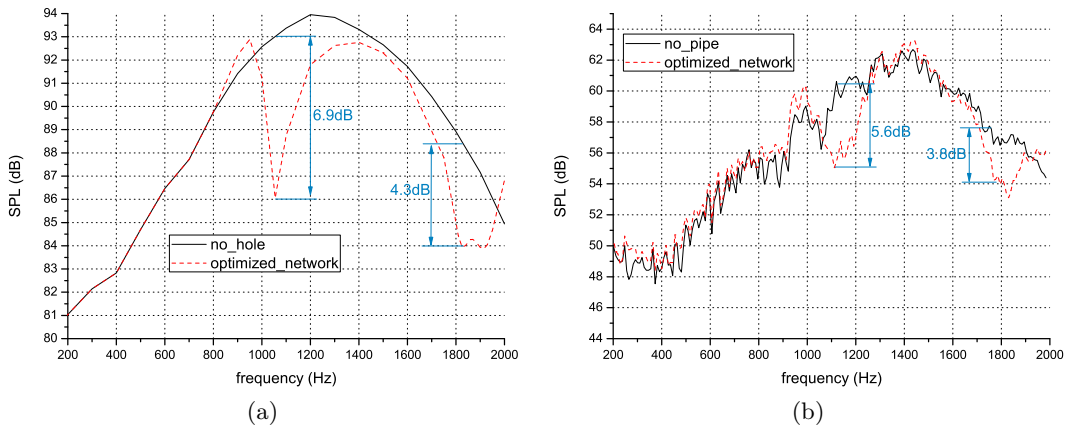 94
93
92
91
90
89
88
87
86
85
84
83
82
81
80
SPL (dB)
6.9dB
4.3dB
no_hole
optimized_network
200 400 600 800 1000 1200 1400 1600 1800 2000
frequency (Hz)
(a)
64
62
60
58
56
54
52
50
48
46
44
SPL (dB)
no_pipe
optimized_network
5.6dB
3.8dB
200 400 600 800 1000 1200 1400 1600 1800 2000
frequency (Hz)
(b)